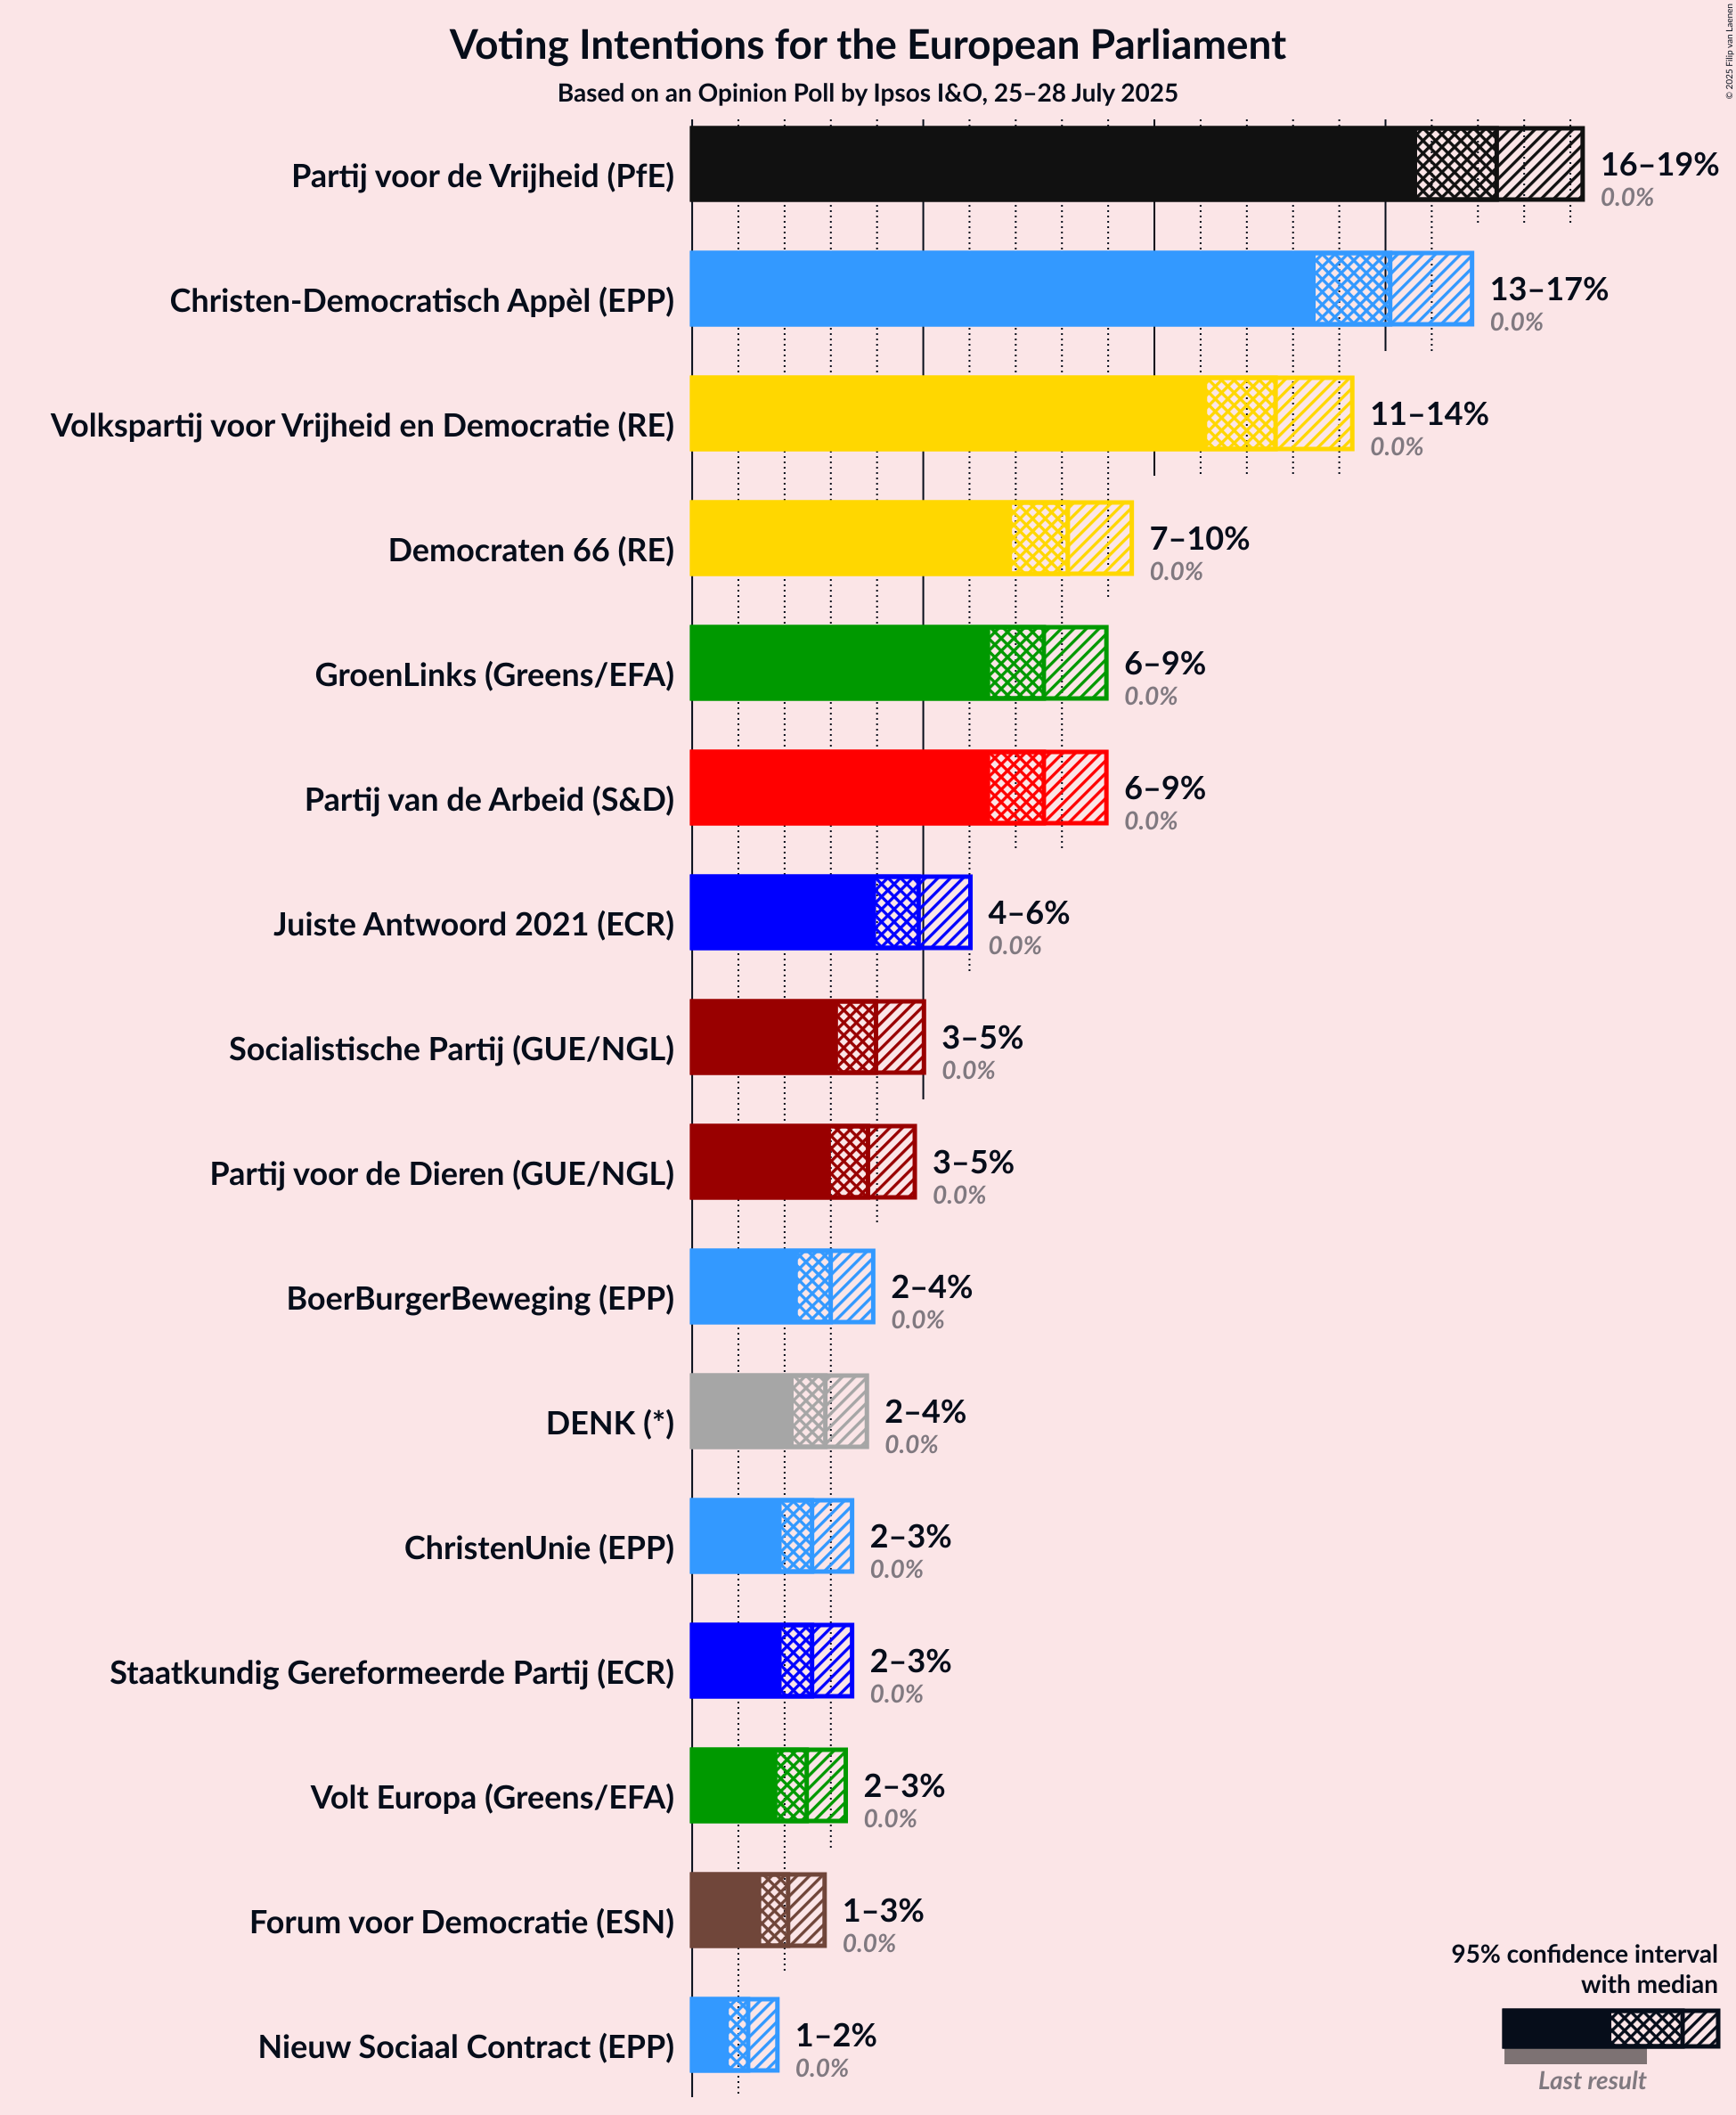 Voting Intentions for the European Parliament
Based on an Opinion Poll by Ipsos I&O, 25–28 July 2025
© 2025 Filip van Laenen
Partij voor de Vrijheid (PfE)
16–19%
0.0%
Christen-Democratisch Appèl (EPP)
13–17%
0.0%
Volkspartij voor Vrijheid en Democratie (RE)
11–14%
0.0%
Democraten 66 (RE)
7–10%
0.0%
GroenLinks (Greens/EFA)
6–9%
0.0%
Partij van de Arbeid (S&D)
6–9%
0.0%
Juiste Antwoord 2021 (ECR)
4–6%
0.0%
Socialistische Partij (GUE/NGL)
3–5%
0.0%
Partij voor de Dieren (GUE/NGL)
3–5%
0.0%
BoerBurgerBeweging (EPP)
2–4%
0.0%
DENK (*)
2–4%
0.0%
ChristenUnie (EPP)
2–3%
0.0%
Staatkundig Gereformeerde Partij (ECR)
2–3%
0.0%
Volt Europa (Greens/EFA)
2–3%
0.0%
Forum voor Democratie (ESN)
1–3%
0.0%
Nieuw Sociaal Contract (EPP)
1–2%
0.0%
95% confidence interval
with median
Last result